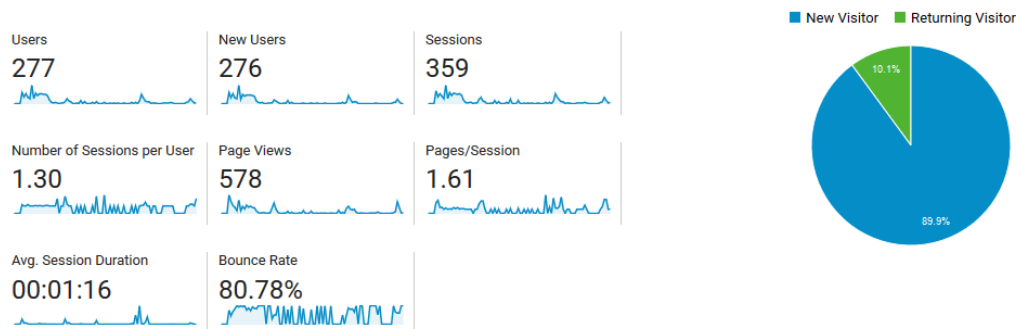 New Visitor
Returning Visitor
Users
New Users
Sessions
277
276
359
10.1%
Number of Sessions per User
Page Views
Pages/Session
1.30
578
1.61
89.9%
Avg. Session Duration
Bounce Rate
00:01:16
80.78%